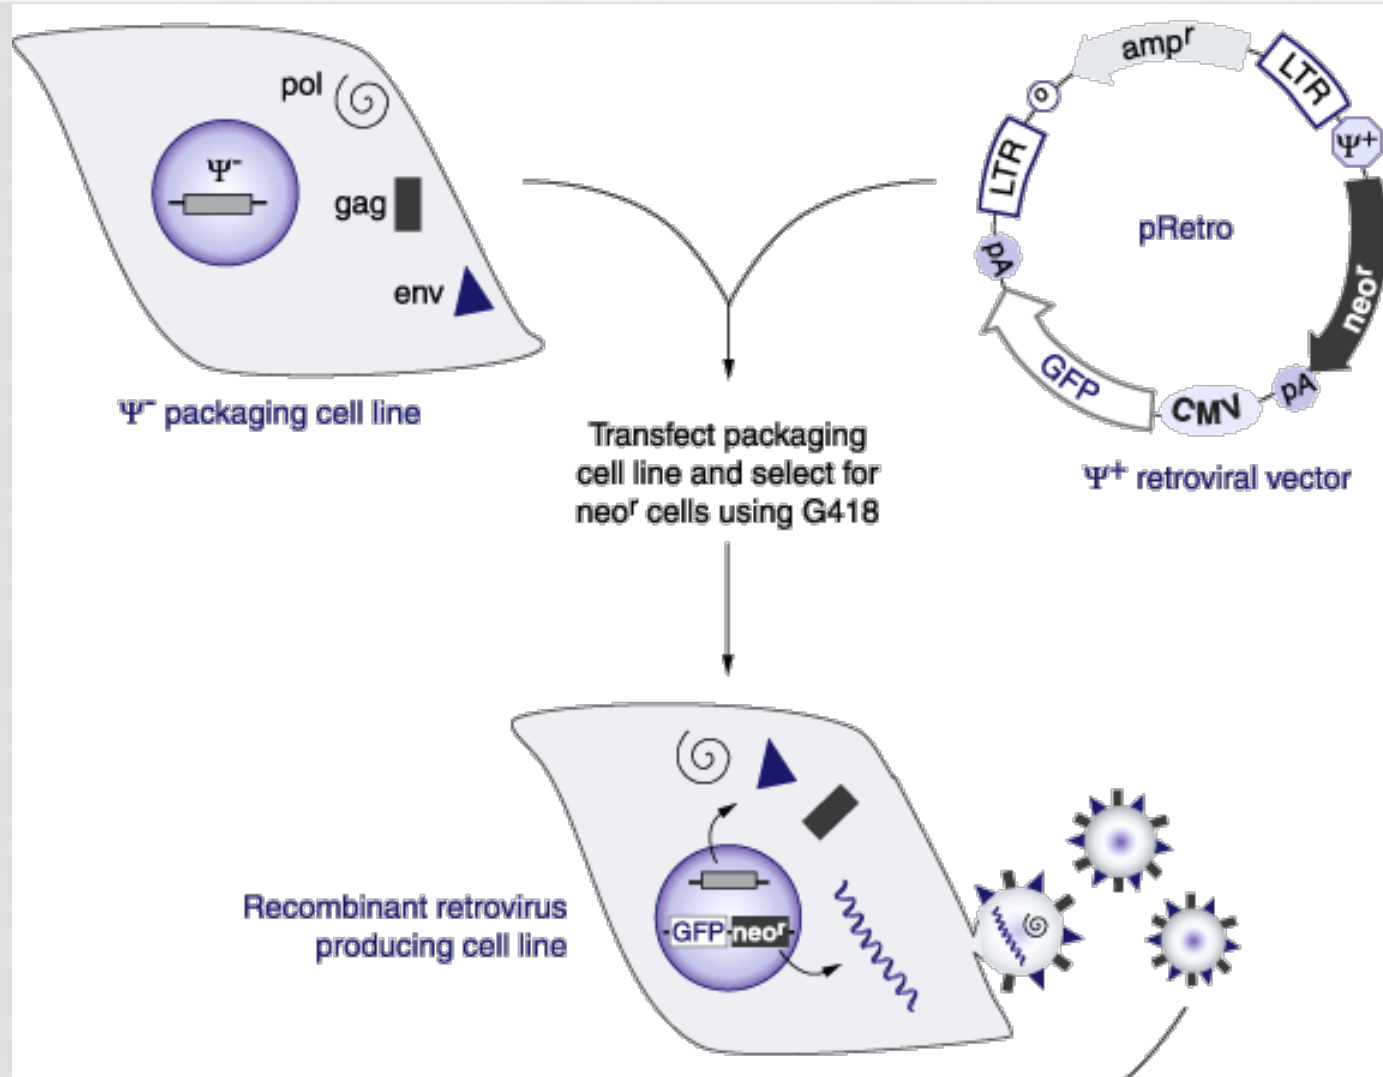 pol
Ψ⁻
gag
env
Ψ⁻ packaging cell line
ampʳ
LTR
Ψ⁺
neoʳ
pA
CMV
GFP
pA
LTR
o
pRetro
Ψ⁺ retroviral vector
Transfect packaging
cell line and select for
neoʳ cells using G418
Recombinant retrovirus
producing cell line
GFP neoʳ